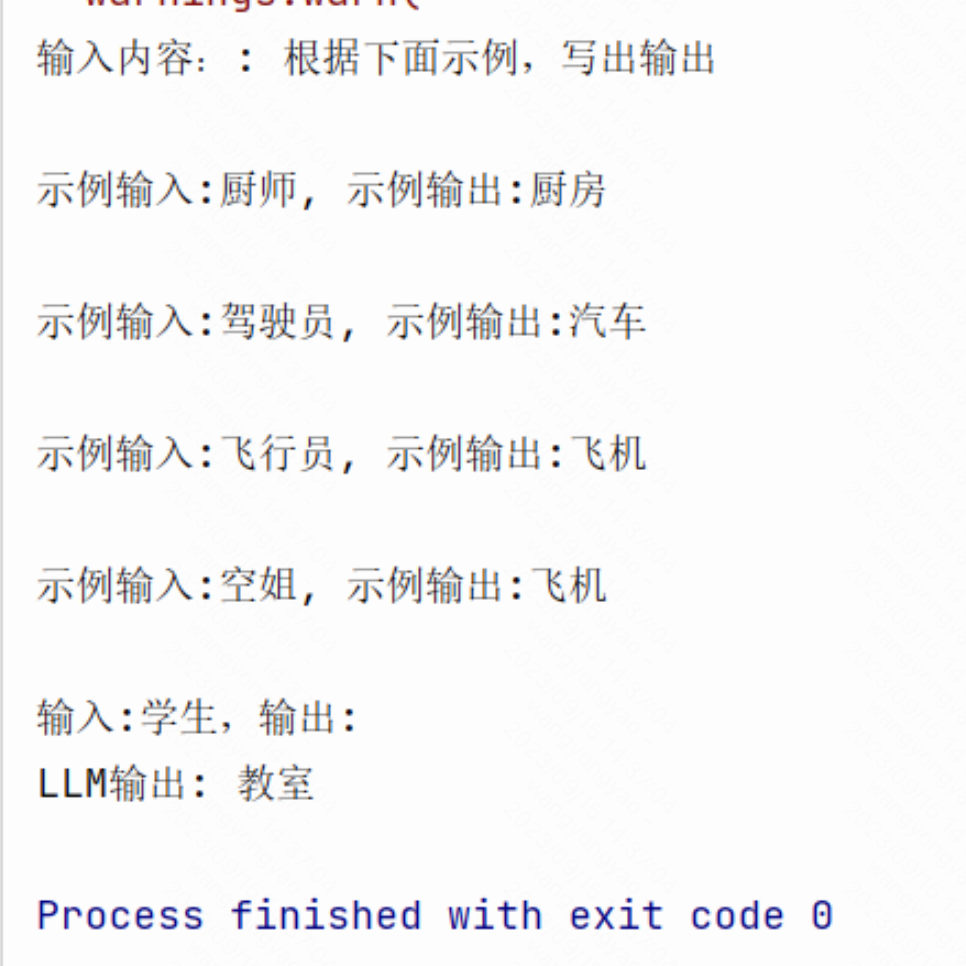 warnings.warn(
输入内容：: 根据下面示例，写出输出
示例输入:厨师, 示例输出:厨房
示例输入:驾驶员, 示例输出:汽车
示例输入:飞行员, 示例输出:飞机
示例输入:空姐, 示例输出:飞机
输入:学生，输出:
LLM输出: 教室
Process finished with exit code 0